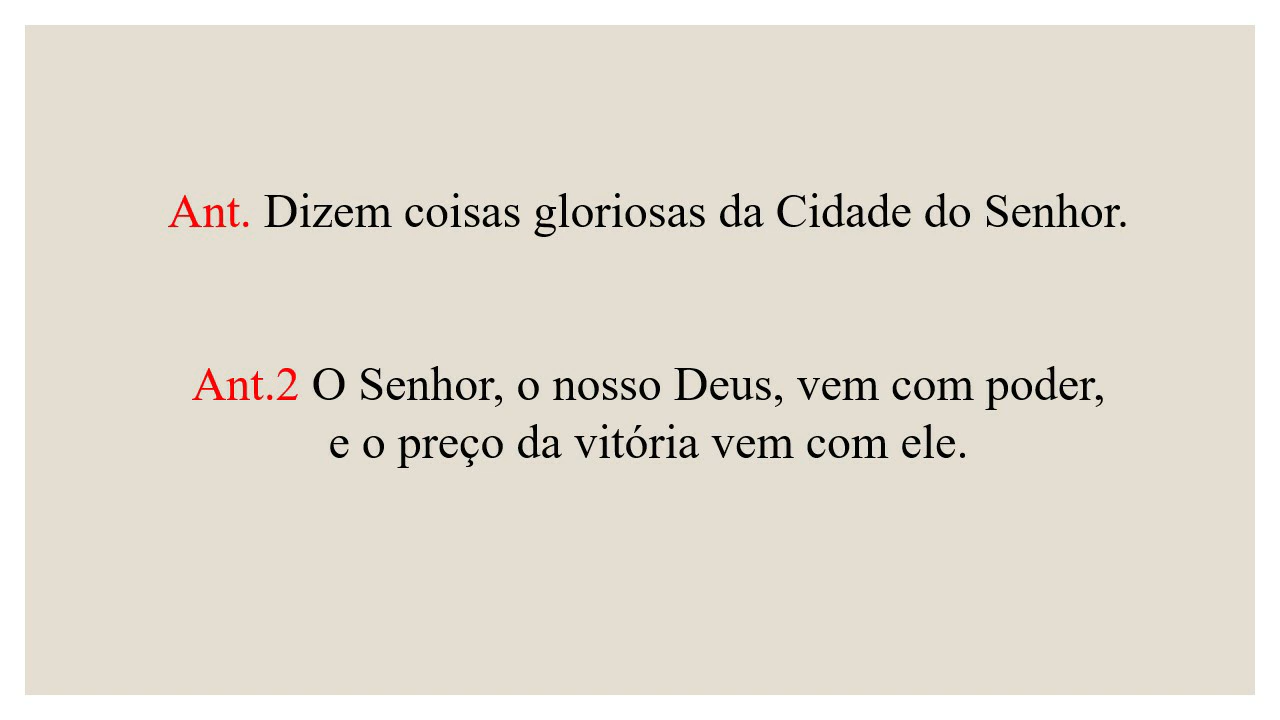 Ant. Dizem coisas gloriosas da Cidade do Senhor.
Ant.2 O Senhor, o nosso Deus, vem com poder,
e o preço da vitória vem com ele.